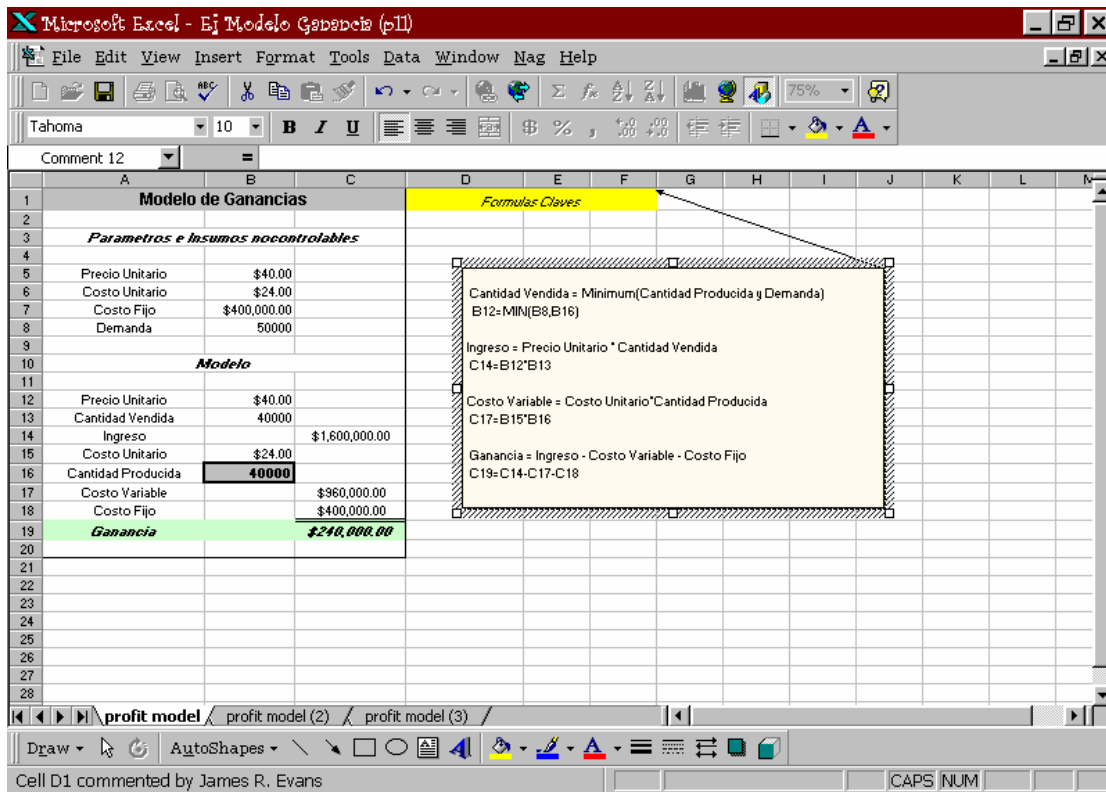 Microsoft Excel - Ej Modelo Ganancia (p11)
File Edit View Insert Format Tools Data Window Nag Help
75%
Tahoma 10 B I U $ % ,
Comment 12 =
A B C D E F G H I J K L M
1 Modelo de Ganancias Formulas Claves
2
3 Parametros e Insumos nocontrolables
4
5 Precio Unitario $40.00
6 Costo Unitario $24.00
7 Costo Fijo $400,000.00
8 Demanda 50000
9
10 Modelo
11
12 Precio Unitario $40.00
13 Cantidad Vendida 40000
14 Ingreso $1,600,000.00
15 Costo Unitario $24.00
16 Cantidad Producida 40000
17 Costo Variable $960,000.00
18 Costo Fijo $400,000.00
19 Ganancia $240,000.00
20
21
22
23
24
25
26
27
28
Cantidad Vendida = Minimum(Cantidad Producida y Demanda)
B12=MIN(B8,B16)
Ingreso = Precio Unitario * Cantidad Vendida
C14=B12*B13
Costo Variable = Costo Unitario*Cantidad Producida
C17=B15*B16
Ganancia = Ingreso - Costo Variable - Costo Fijo
C19=C14-C17-C18
profit model profit model (2) profit model (3)
Draw AutoShapes
Cell D1 commented by James R. Evans CAPS NUM